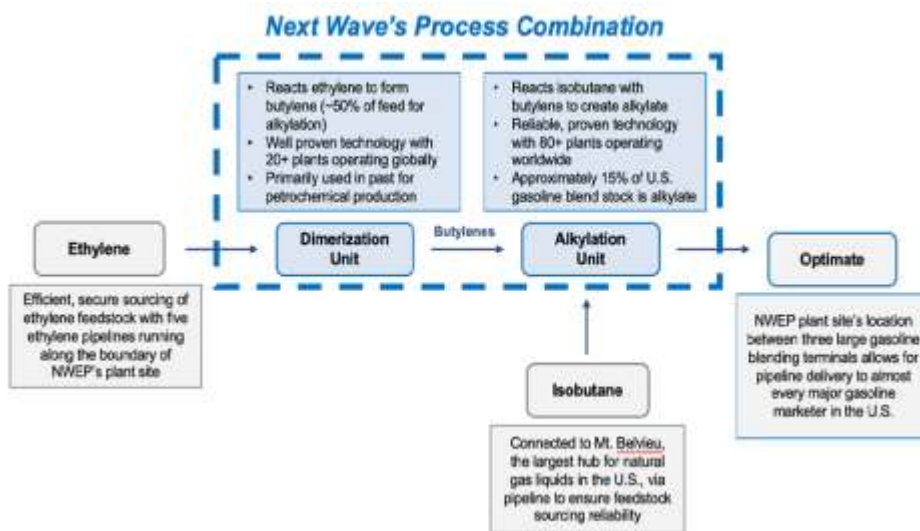 Next Wave's Process Combination
• Reacts ethylene to form
butylene (~50% of feed for
alkylation)
• Well proven technology with
20+ plants operating globally
• Primarily used in past for
petrochemical production
• Reacts isobutane with
butylene to create alkylate
• Reliable, proven technology
with 80+ plants operating
worldwide
• Approximately 15% of U.S.
gasoline blend stock is alkylate
Ethylene
Dimerization
Unit
Butylenes
Alkylation
Unit
Optimate
Efficient, secure sourcing of
ethylene feedstock with five
ethylene pipelines running
along the boundary of
NWEP's plant site
NWEP plant site's location
between three large gasoline
blending terminals allows for
pipeline delivery to almost
every major gasoline
marketer in the U.S.
Isobutane
Connected to Mt. Belvieu,
the largest hub for natural
gas liquids in the U.S., via
pipeline to ensure feedstock
sourcing reliability